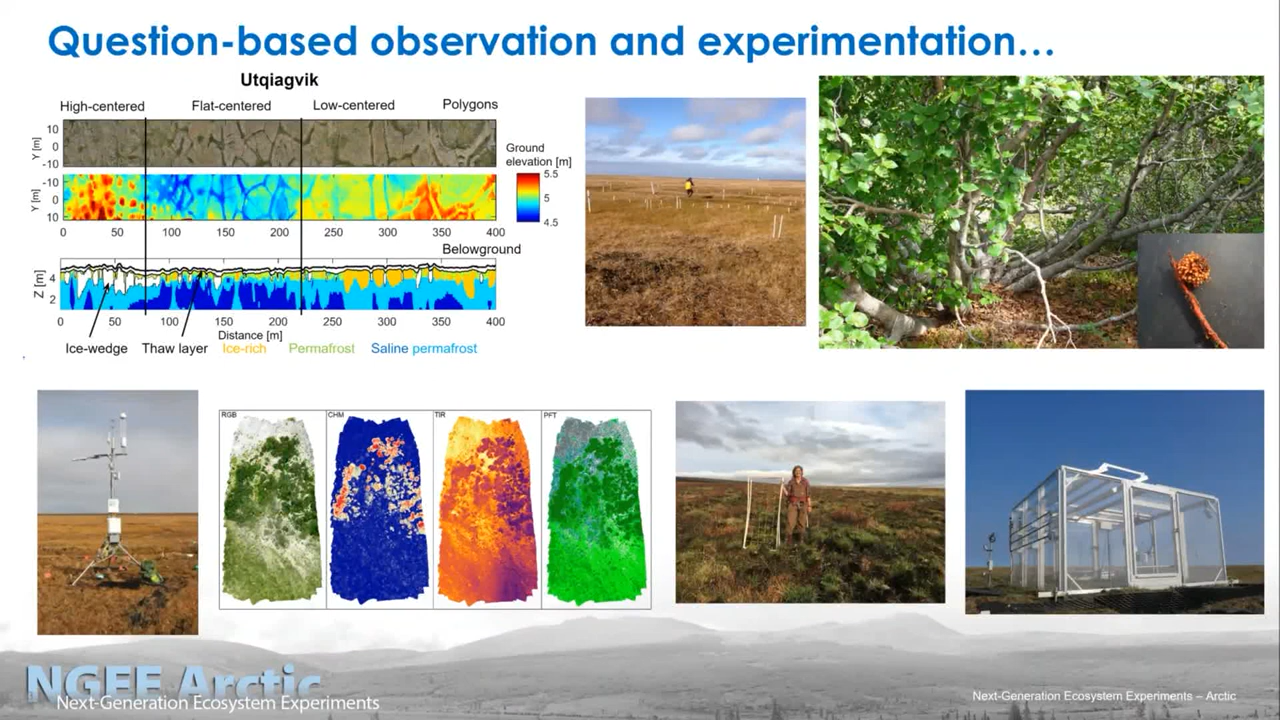 Question-based observation and experimentation...
Utqiagvik
High-centered Flat-centered Low-centered Polygons
Y [m]
10
0
-10
Ground elevation [m]
5.5
5
4.5
Y [m]
-10
0
10
0 50 100 150 200 250 300 350 400
Belowground
Z [m]
4
2
0 50 100 150 200 250 300 350 400
Distance [m]
Ice-wedge Thaw layer Ice-rich Permafrost Saline permafrost
RGB CHM TIR PFT
NGEE Arctic
Next-Generation Ecosystem Experiments
Next-Generation Ecosystem Experiments – Arctic